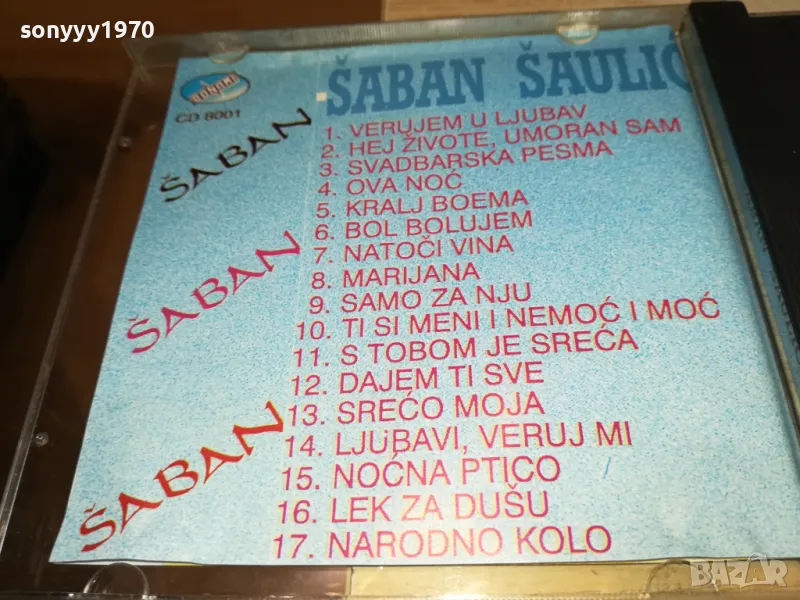 sonyyy1970
CD 8001
ŠABAN ŠAULIĆ
ŠABAN
ŠABAN
ŠABAN
1. VERUJEM U LJUBAV
2. HEJ ŽIVOTE, UMORAN SAM
3. SVADBARSKA PESMA
4. OVA NOĆ
5. KRALJ BOEMA
6. BOL BOLUJEM
7. NATOČI VINA
8. MARIJANA
9. SAMO ZA NJU
10. TI SI MENI I NEMOĆ I MOĆ
11. S TOBOM JE SREĆA
12. DAJEM TI SVE
13. SREĆO MOJA
14. LJUBAVI, VERUJ MI
15. NOĆNA PTICO
16. LEK ZA DUŠU
17. NARODNO KOLO
BAZAR